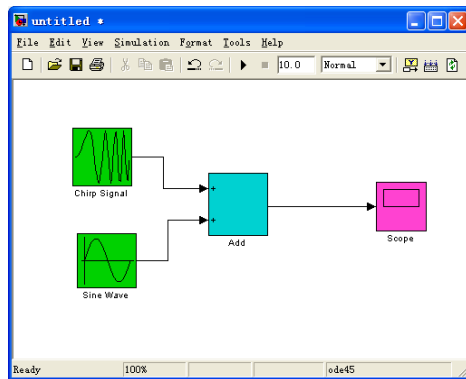 untitled *
File Edit View Simulation Format Tools Help
10.0 Normal
Chirp Signal
+
+
Add
Scope
Sine Wave
Ready 100% ode45